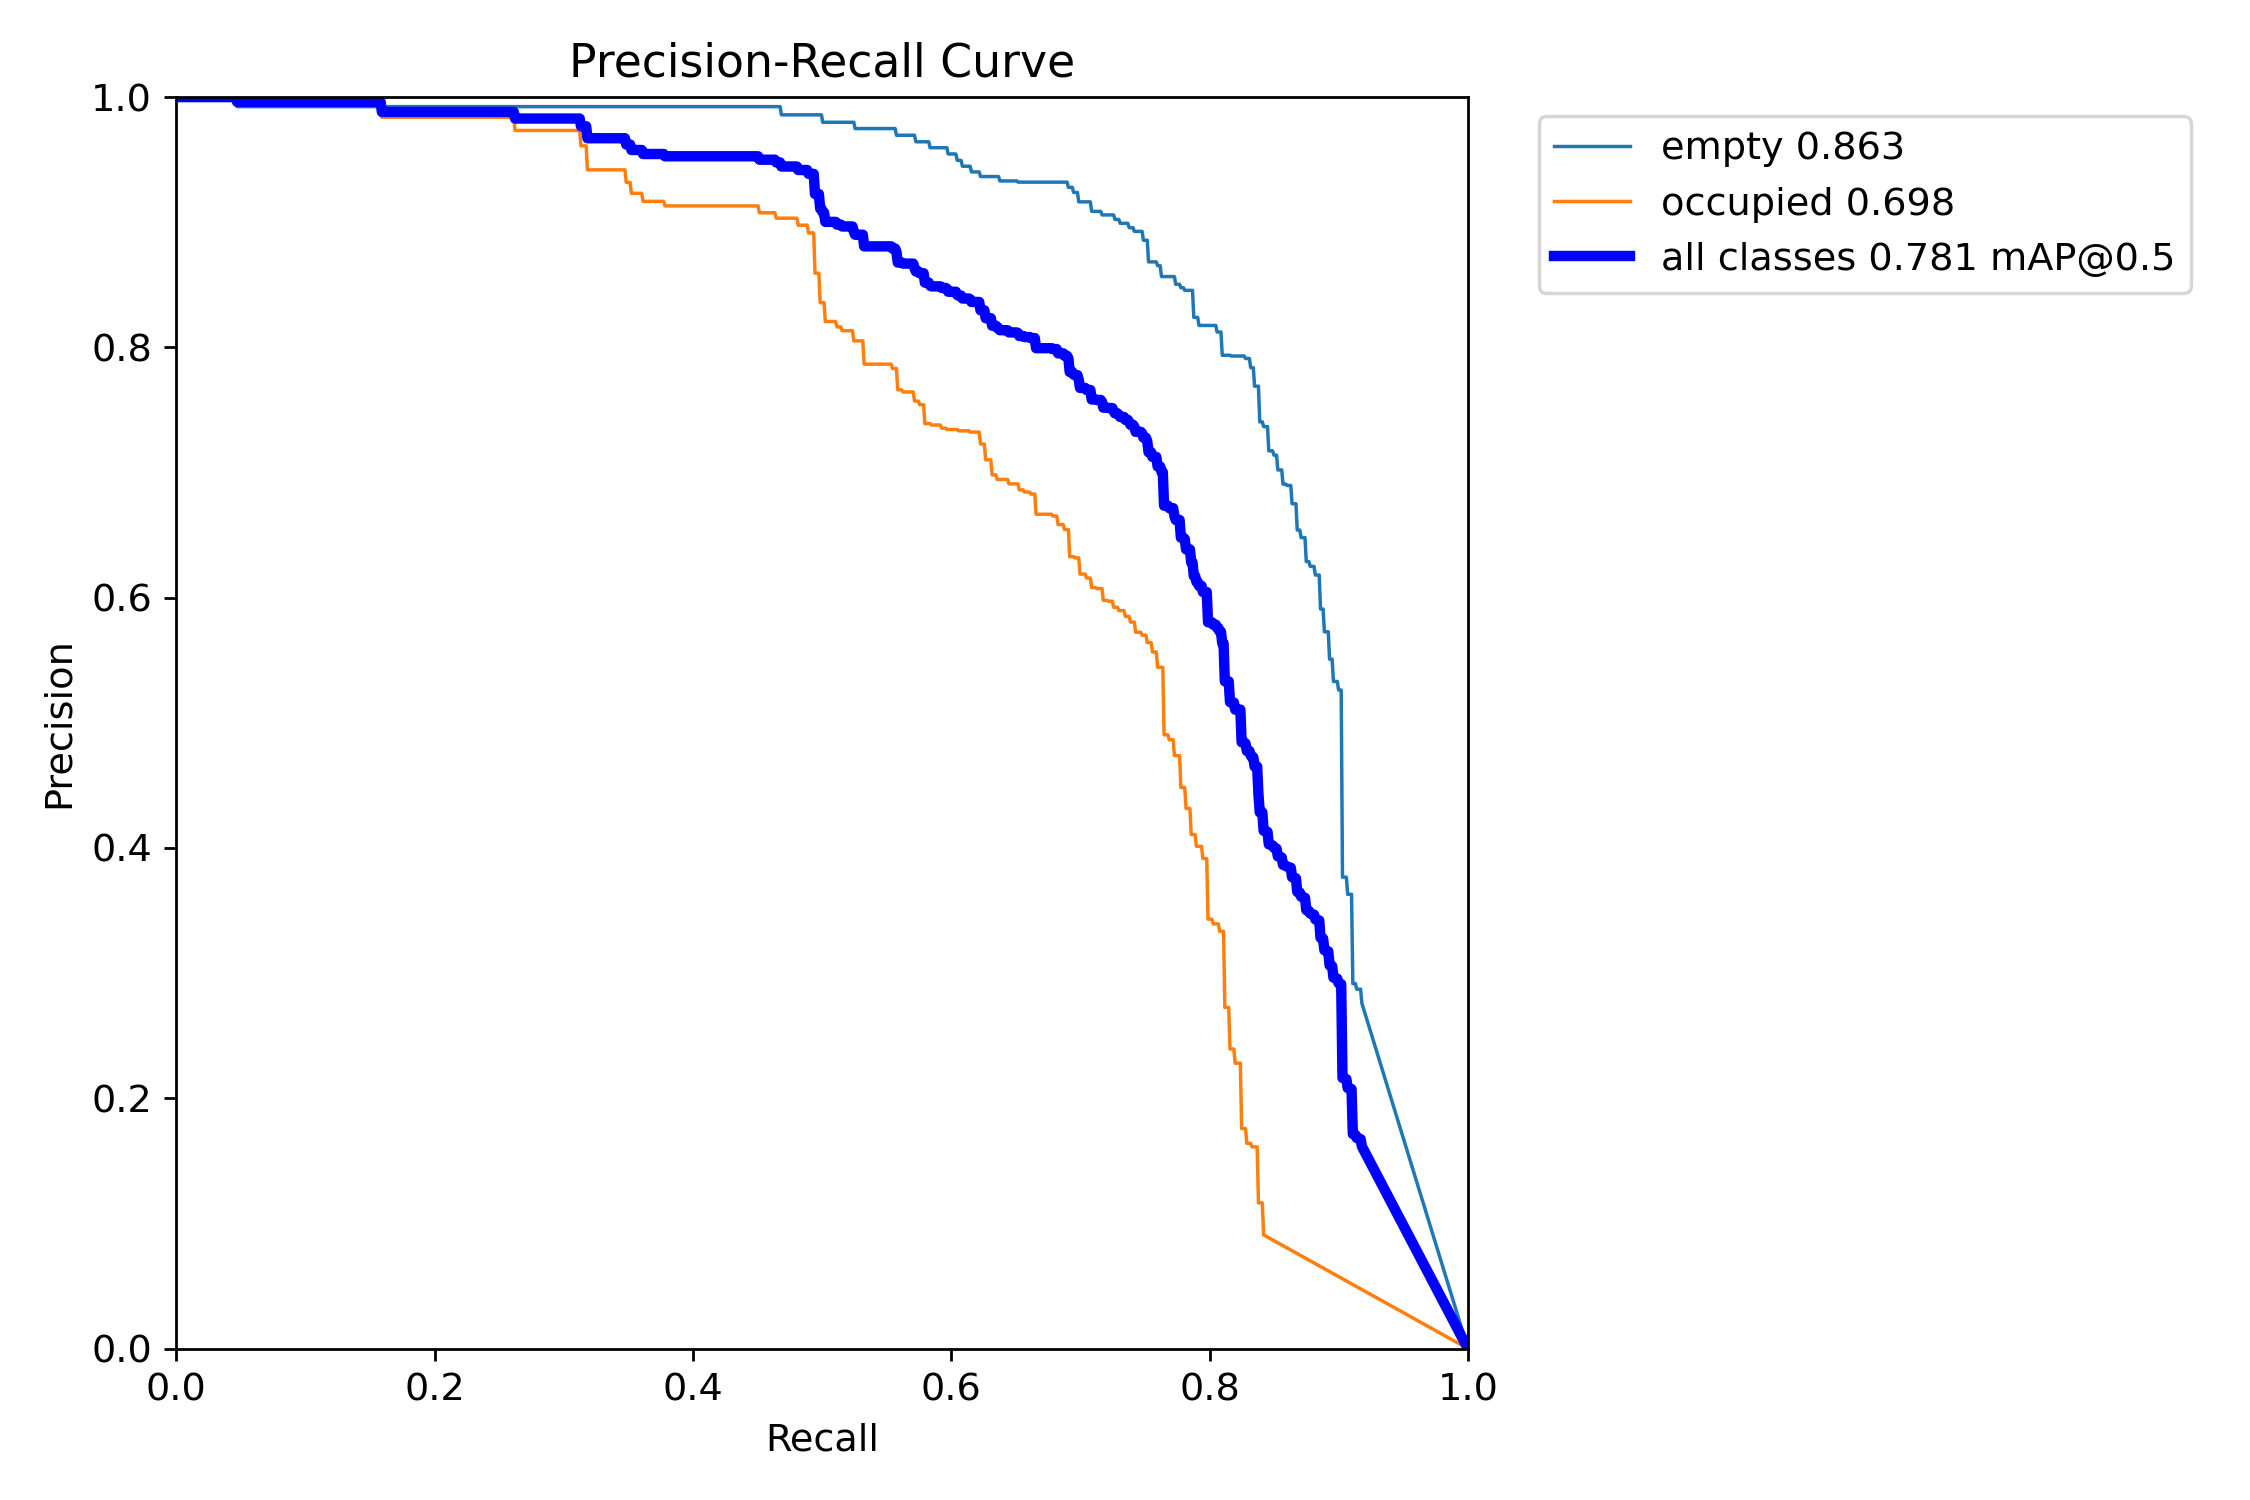 Precision-Recall Curve
1.0
0.8
0.6
0.4
0.2
0.0
Precision
0.0 0.2 0.4 0.6 0.8 1.0
Recall
empty 0.863
occupied 0.698
all classes 0.781 mAP@0.5